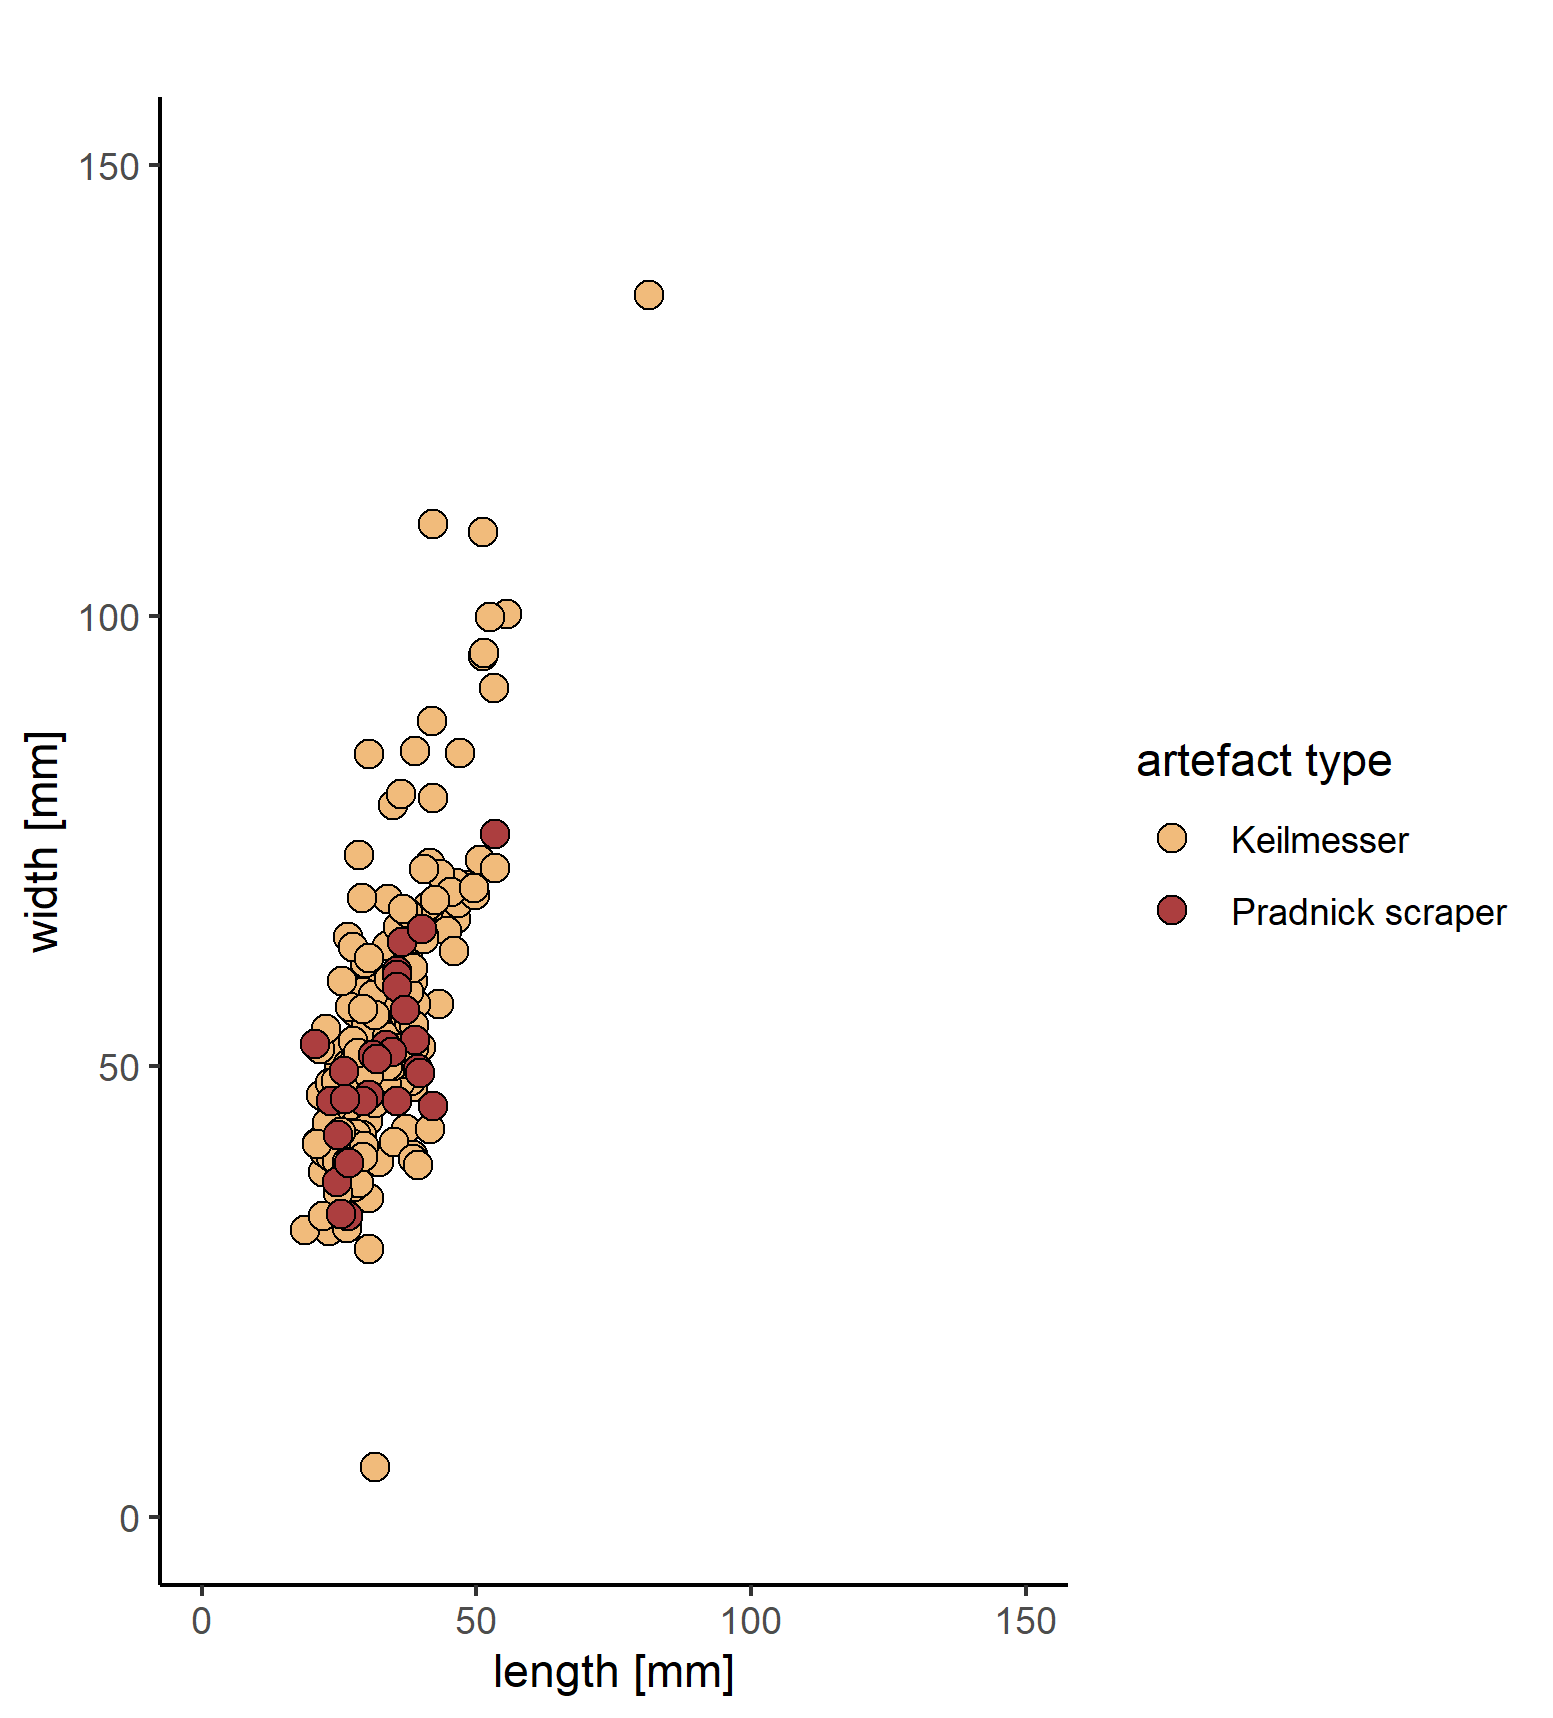 150
100
50
0
width [mm]
0 50 100 150
length [mm]
artefact type
Keilmesser
Pradnick scraper